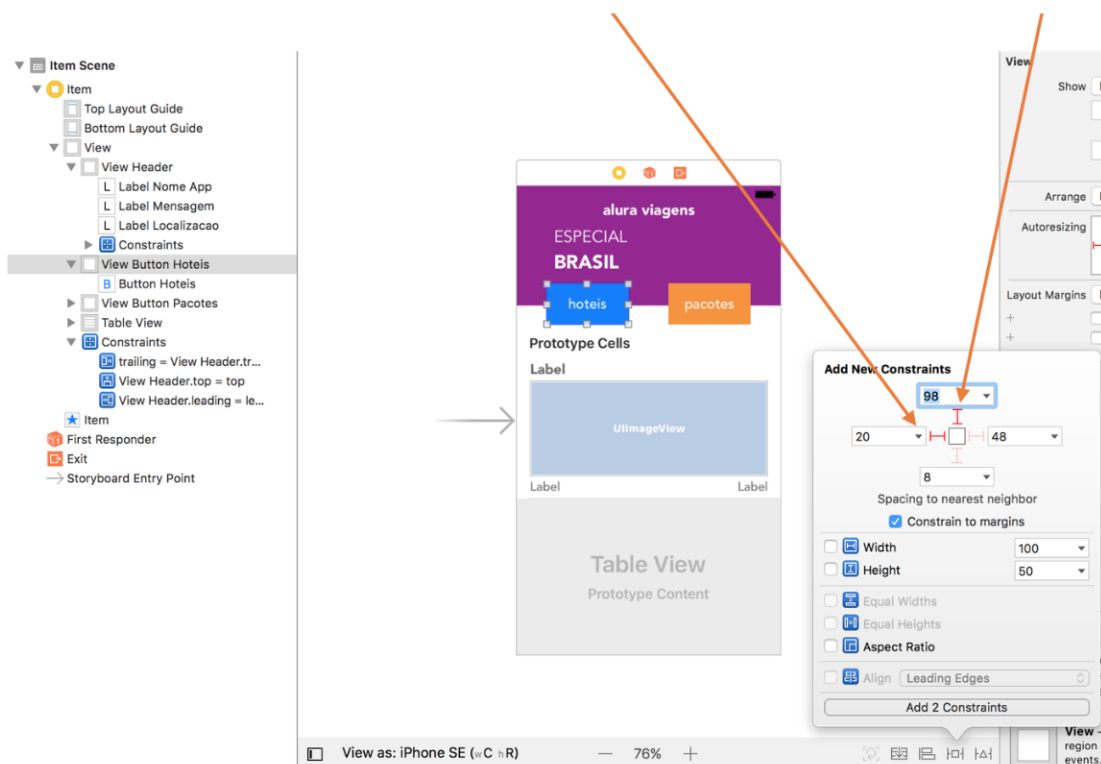 Item Scene
Item
Top Layout Guide
Bottom Layout Guide
View
View Header
L Label Nome App
L Label Mensagem
L Label Localizacao
Constraints
View Button Hoteis
B Button Hoteis
View Button Pacotes
Table View
Constraints
trailing = View Header.tr...
View Header.top = top
View Header.leading = le...
Item
First Responder
Exit
Storyboard Entry Point
alura viagens
ESPECIAL
BRASIL
hoteis
pacotes
Prototype Cells
Label
UIImageView
Label Label
Table View
Prototype Content
View as: iPhone SE (wC hR)
76%
View
Show
Arrange
Autoresizing
Layout Margins
Add New Constraints
98
20 48
8
Spacing to nearest neighbor
Constrain to margins
Width 100
Height 50
Equal Widths
Equal Heights
Aspect Ratio
Align Leading Edges
Add 2 Constraints
View -
region
events.